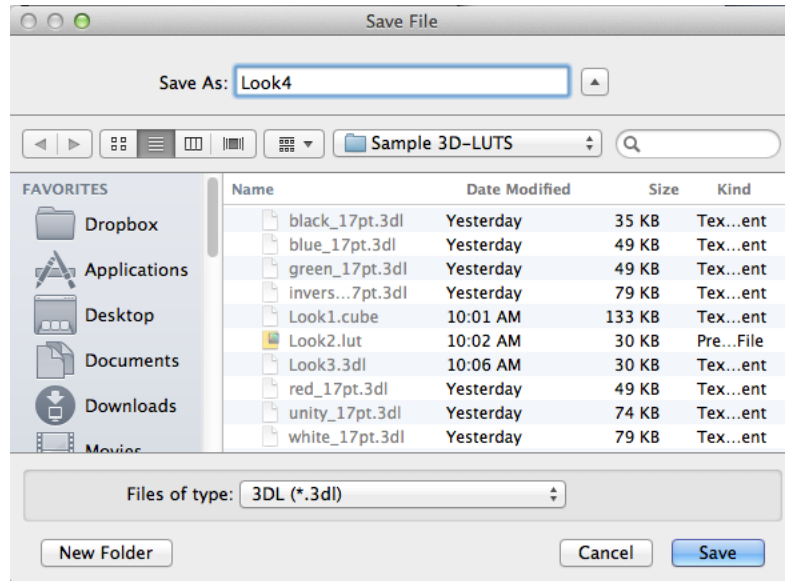 Save File
Save As: Look4
Sample 3D-LUTS
FAVORITES
Dropbox
Applications
Desktop
Documents
Downloads
Movies
Name Date Modified Size Kind
black_17pt.3dl Yesterday 35 KB Tex...ent
blue_17pt.3dl Yesterday 49 KB Tex...ent
green_17pt.3dl Yesterday 49 KB Tex...ent
invers...7pt.3dl Yesterday 79 KB Tex...ent
Look1.cube 10:01 AM 133 KB Tex...ent
Look2.lut 10:02 AM 30 KB Pre...File
Look3.3dl 10:06 AM 30 KB Tex...ent
red_17pt.3dl Yesterday 49 KB Tex...ent
unity_17pt.3dl Yesterday 74 KB Tex...ent
white_17pt.3dl Yesterday 79 KB Tex...ent
Files of type: 3DL (*.3dl)
New Folder Cancel Save